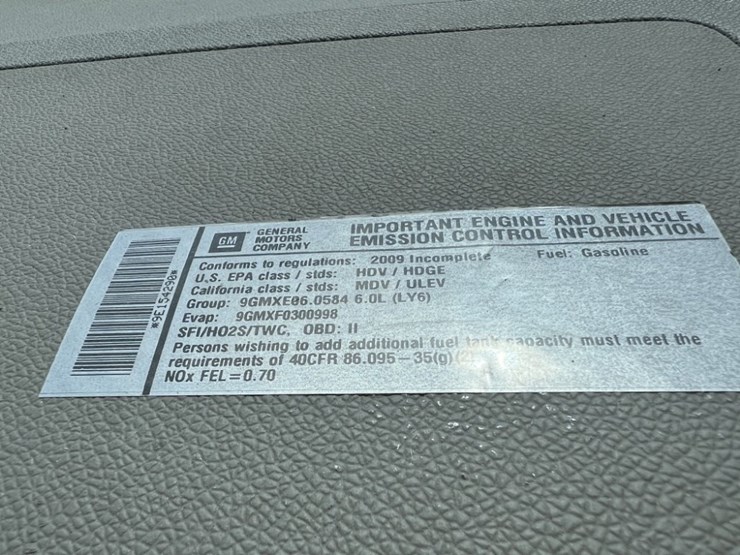 GM
GENERAL
MOTORS
COMPANY
IMPORTANT ENGINE AND VEHICLE
EMISSION CONTROL INFORMATION
Conforms to regulations: 2009 Incomplete Fuel: Gasoline
U.S. EPA class / stds: HDV / HDGE
California class / stds: MDV / ULEV
Group: 9GMXE06.0584 6.0L (LY6)
Evap: 9GMXF0300998
SFI/HO2S/TWC, OBD: II
Persons wishing to add additional fuel tank capacity must meet the
requirements of 40CFR 86.095-35(g)(2)
NOx FEL=0.70
*9E154298*